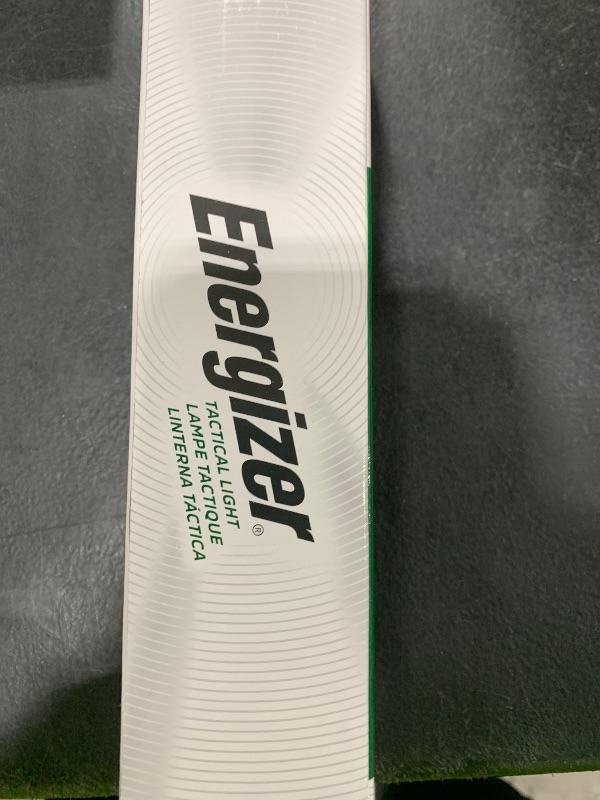 Energizer®
TACTICAL LIGHT
LAMPE TACTIQUE
LINTERNA TÁCTICA